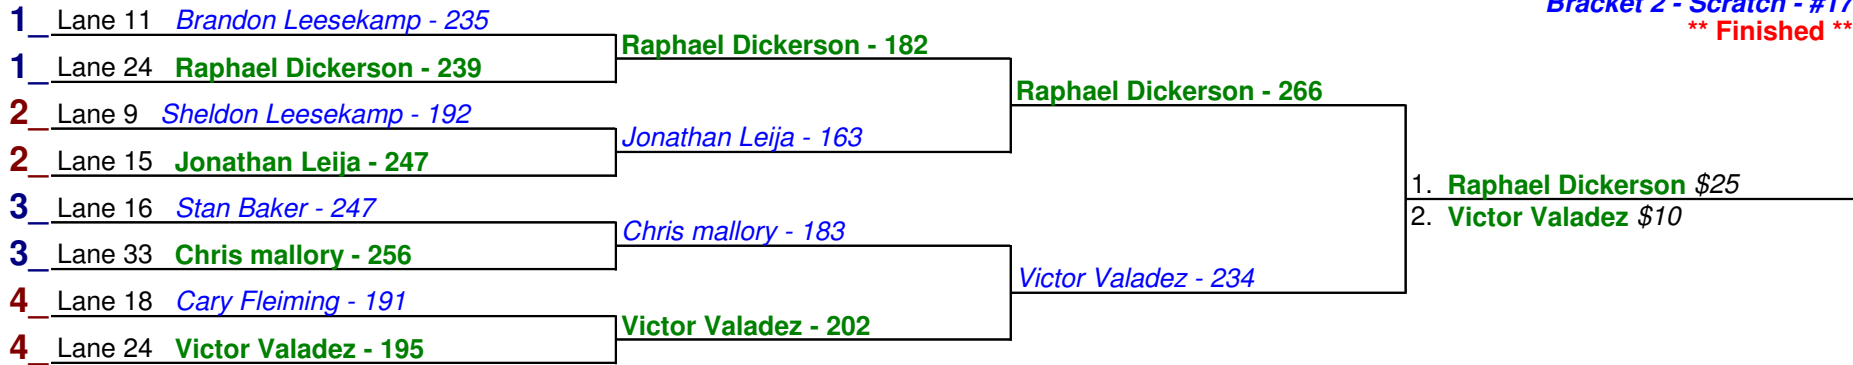 Bracket 2 - Scratch - #17
** Finished **
1_ Lane 11 Brandon Leesekamp - 235
1_ Lane 24 Raphael Dickerson - 239
2_ Lane 9 Sheldon Leesekamp - 192
2_ Lane 15 Jonathan Leija - 247
3_ Lane 16 Stan Baker - 247
3_ Lane 33 Chris mallory - 256
4_ Lane 18 Cary Fleiming - 191
4_ Lane 24 Victor Valadez - 195
Raphael Dickerson - 182
Jonathan Leija - 163
Chris mallory - 183
Victor Valadez - 202
Raphael Dickerson - 266
Victor Valadez - 234
1. Raphael Dickerson $25
2. Victor Valadez $10